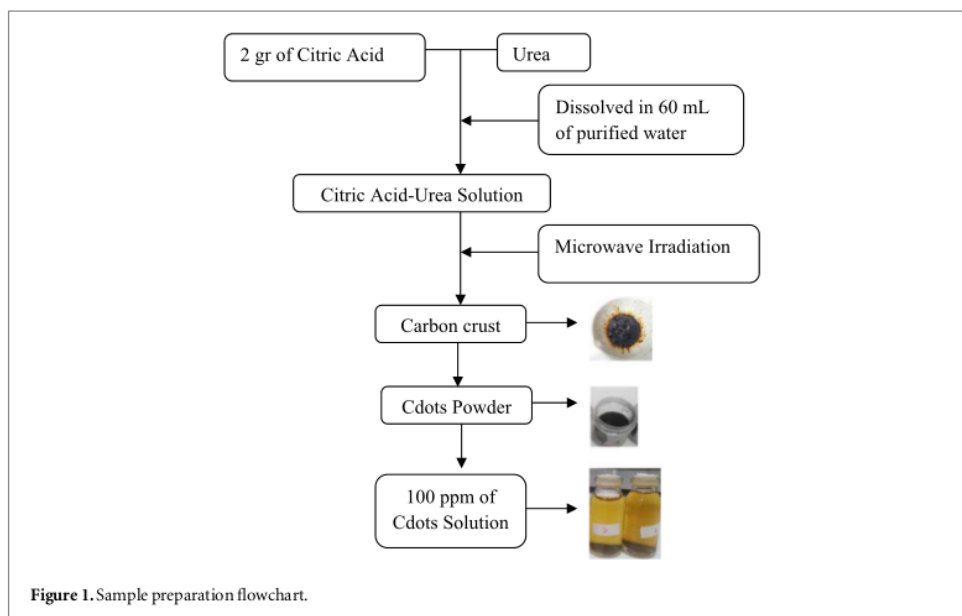 2 gr of Citric Acid
Urea
Dissolved in 60 mL
of purified water
Citric Acid-Urea Solution
Microwave Irradiation
Carbon crust
Cdots Powder
100 ppm of
Cdots Solution
Figure 1. Sample preparation flowchart.